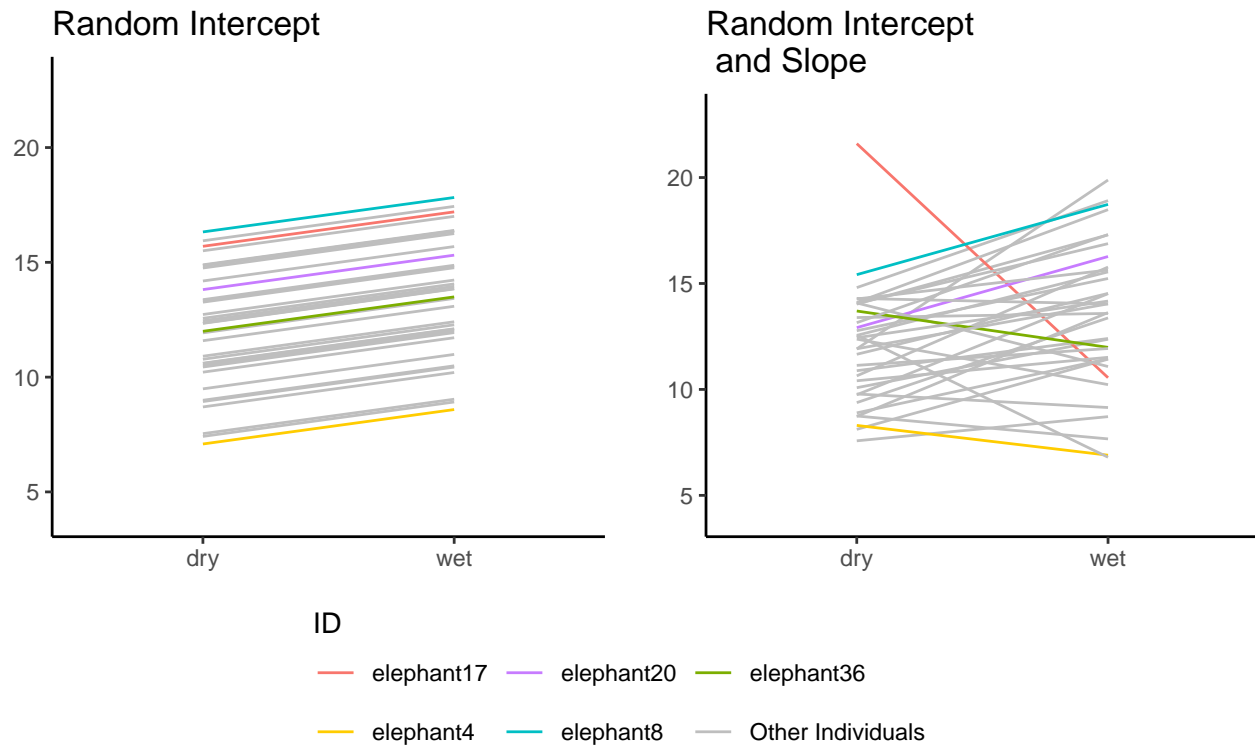 Random Intercept
20
15
10
5
dry wet
Random Intercept
and Slope
20
15
10
5
dry wet
ID
elephant17 elephant20 elephant36
elephant4 elephant8 Other Individuals